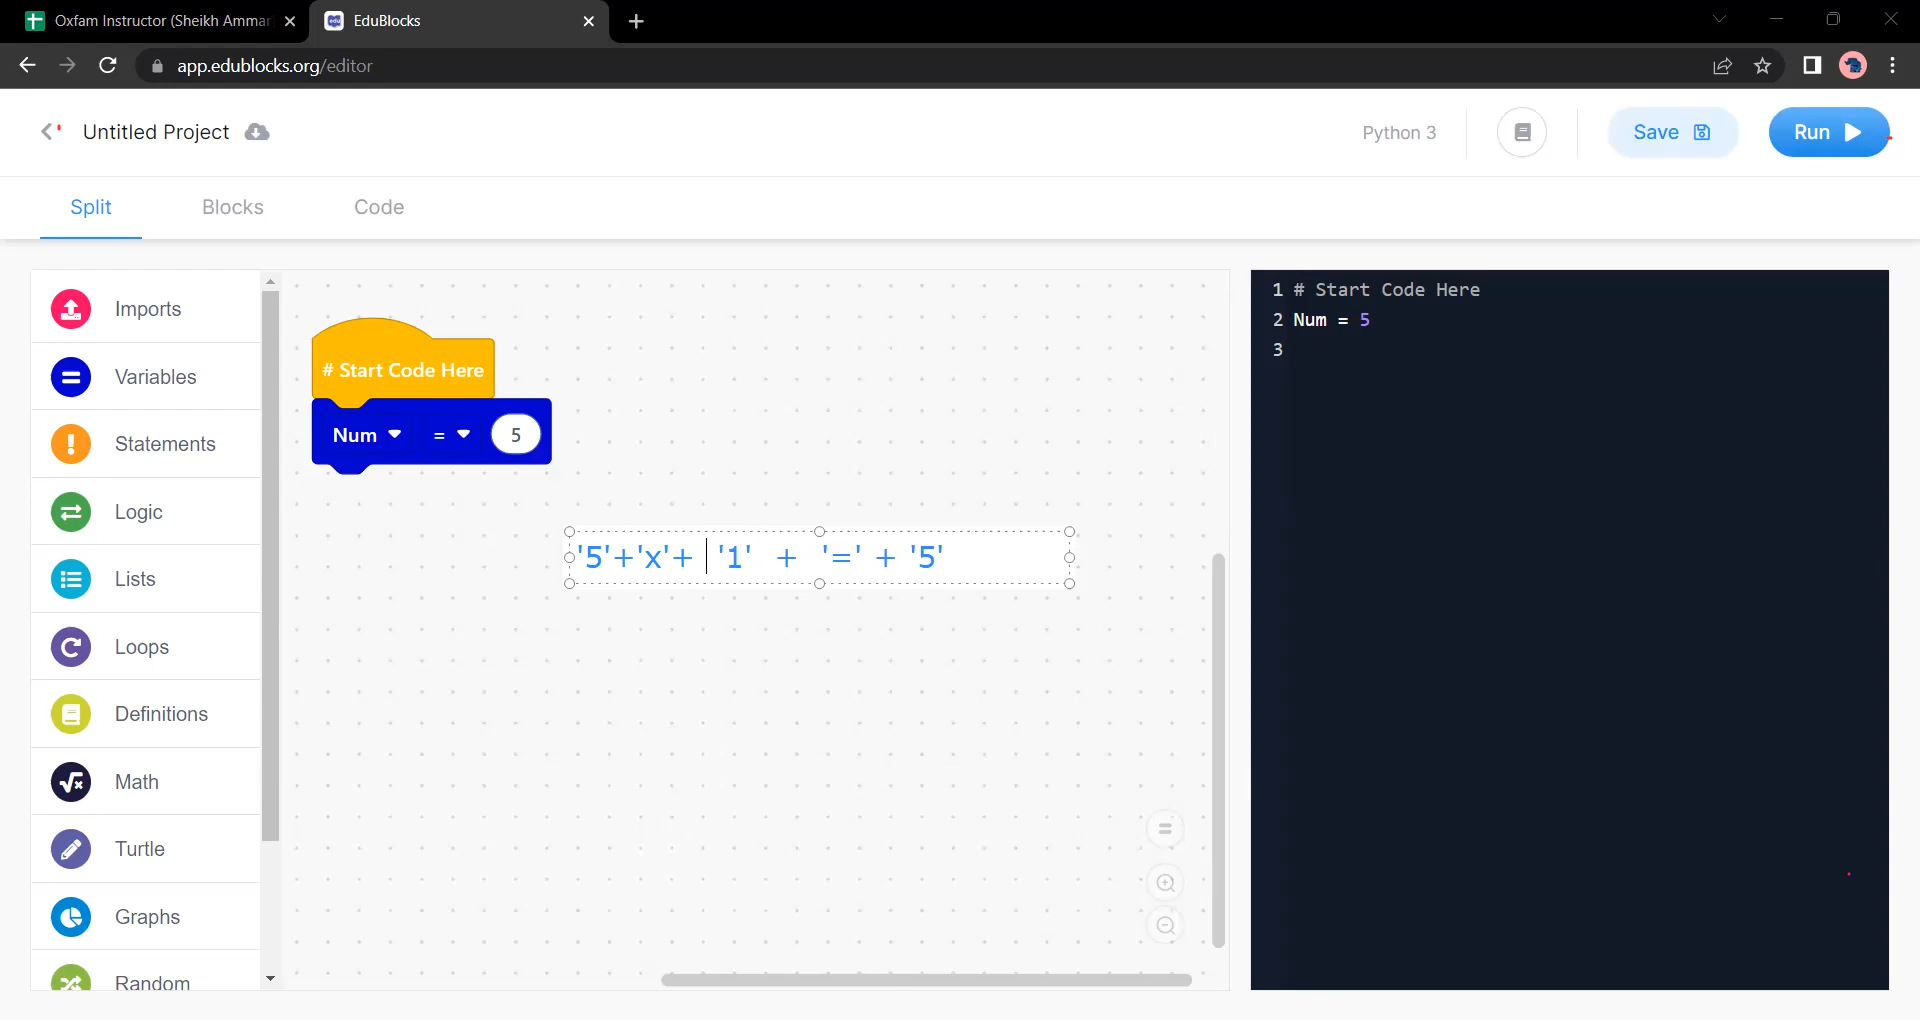 Oxfam Instructor (Sheikh Ammar
EduBlocks
app.edublocks.org/editor
Untitled Project
Python 3
Save
Run
Split
Blocks
Code
Imports
Variables
Statements
Logic
Lists
Loops
Definitions
Math
Turtle
Graphs
Random
# Start Code Here
Num = 5
'5'+'x'+ '1' + '=' + '5'
1 # Start Code Here
2 Num = 5
3